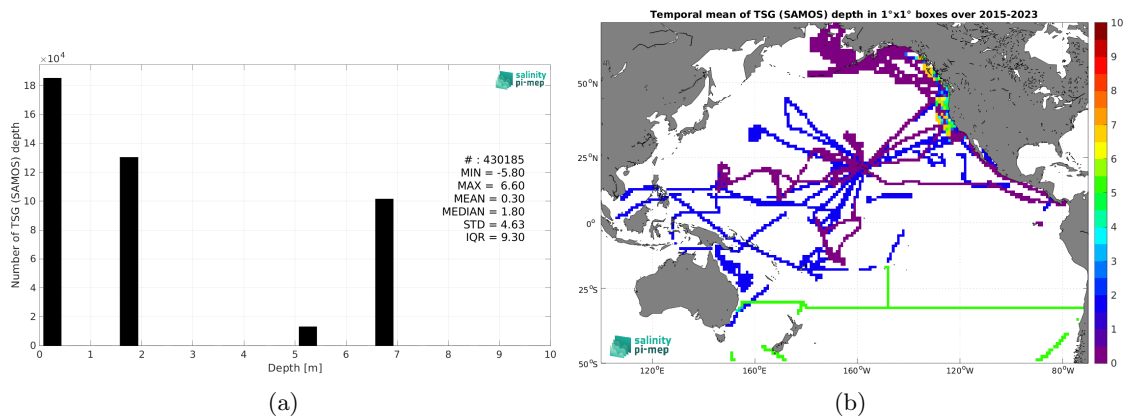 ×10⁴
18
16
14
12
10
8
6
4
2
0
Number of TSG (SAMOS) depth
salinity
pi-mep
# : 430185
MIN = -5.80
MAX = 6.60
MEAN = 0.30
MEDIAN = 1.80
STD = 4.63
IQR = 9.30
0 1 2 3 4 5 6 7 8 9 10
Depth [m]
(a)
Temporal mean of TSG (SAMOS) depth in 1°x1° boxes over 2015-2023
50°N
25°N
0°
25°S
50°S
120°E 160°E 160°W 120°W 80°W
salinity
pi-mep
10
9
8
7
6
5
4
3
2
1
0
(b)